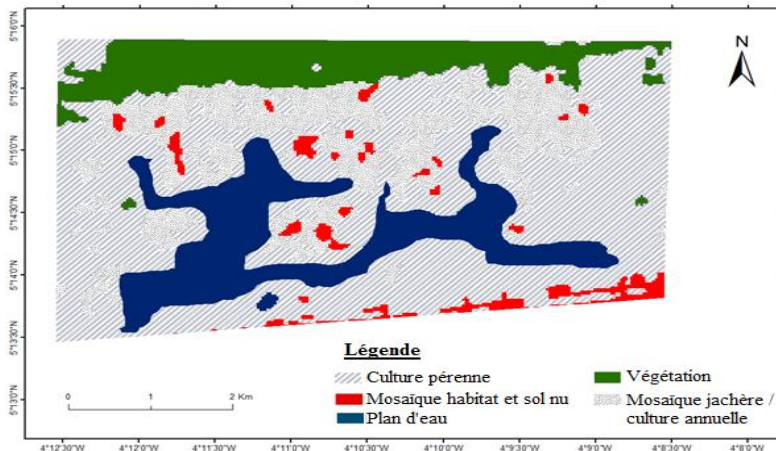 5°16'0"N
5°15'30"N
5°15'0"N
5°14'30"N
5°14'0"N
5°13'30"N
5°13'0"N
N
Légende
Culture pérenne
Végétation
Mosaïque habitat et sol nu
Mosaïque jachère /
culture annuelle
Plan d'eau
0 1 2 Km
4°12'30"W 4°12'0"W 4°11'30"W 4°11'0"W 4°10'30"W 4°10'0"W 4°9'30"W 4°9'0"W 4°8'30"W 4°8'0"W